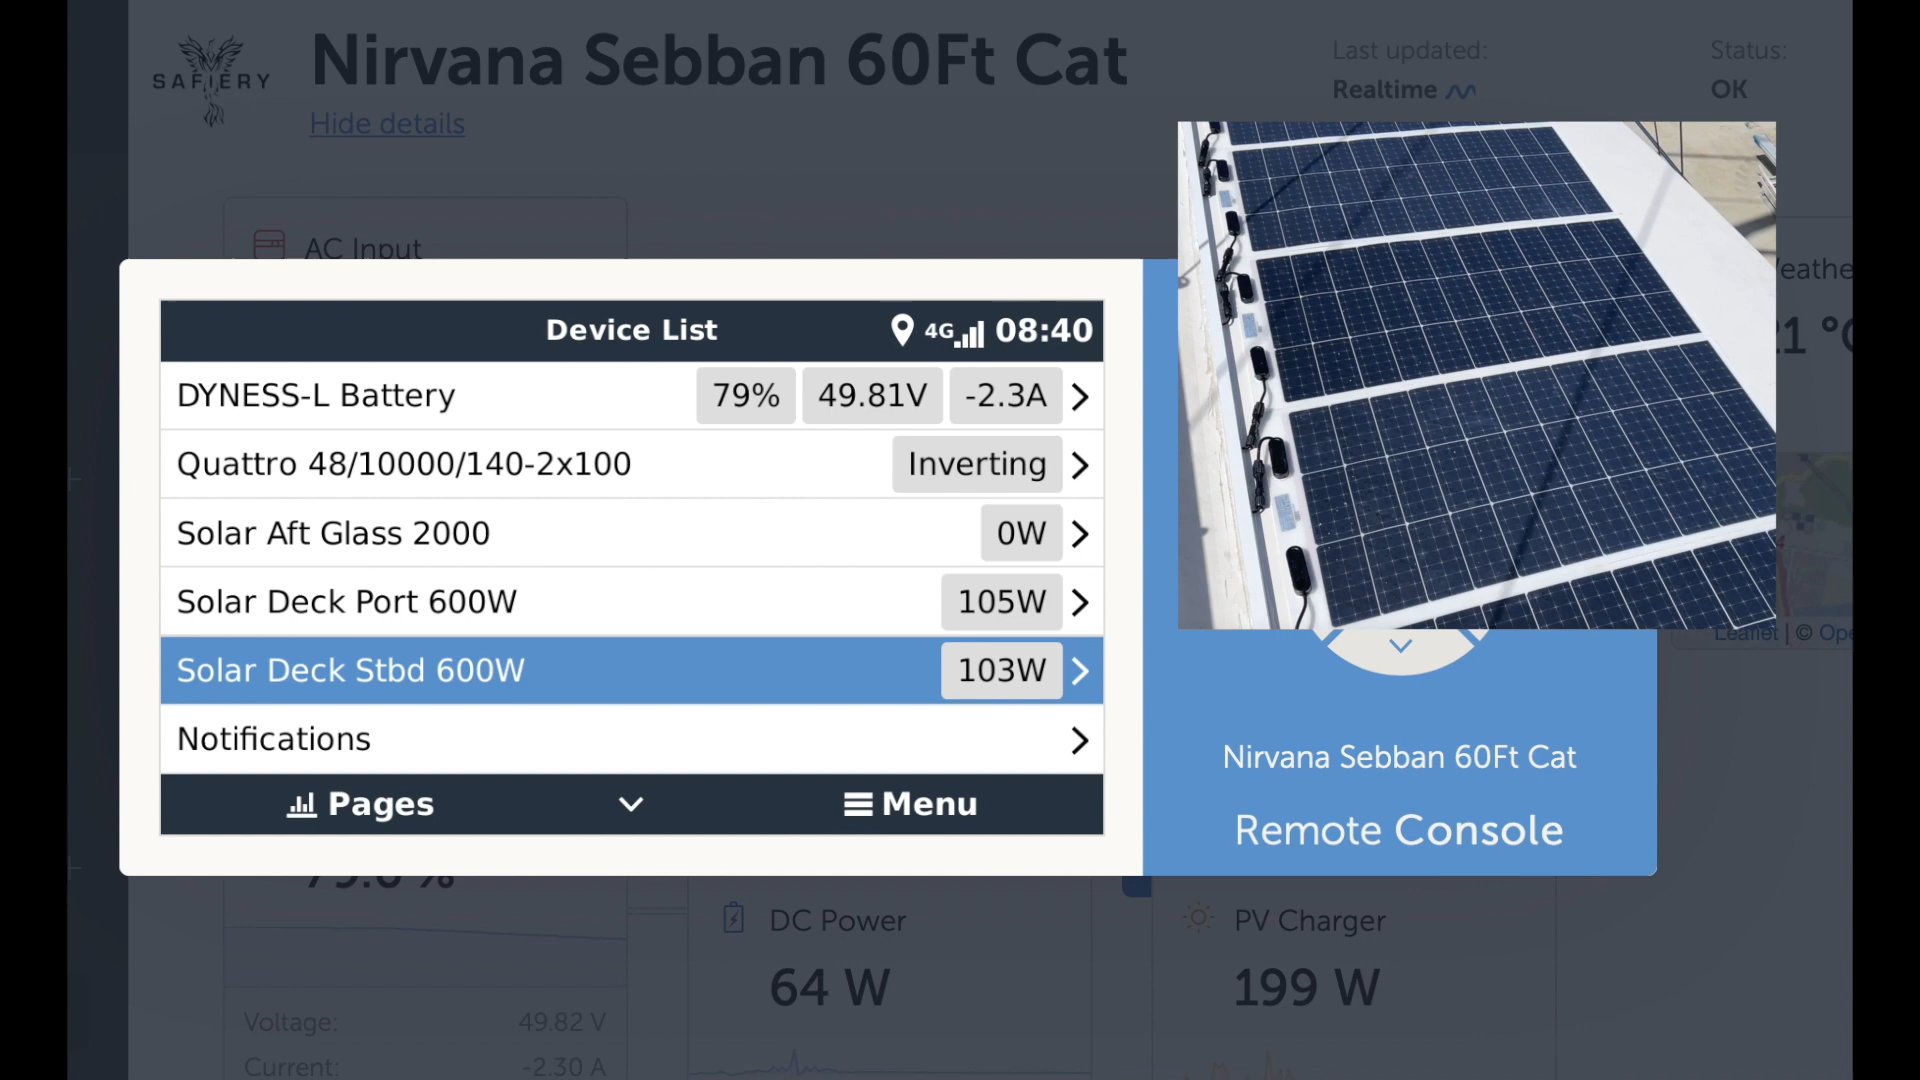 SAFIERY
Nirvana Sebban 60Ft Cat
Hide details
Last updated:
Realtime
Status:
OK
AC Input
Device List
4G
08:40
DYNESS-L Battery
79%
49.81V
-2.3A
Quattro 48/10000/140-2x100
Inverting
Solar Aft Glass 2000
0W
Solar Deck Port 600W
105W
Solar Deck Stbd 600W
103W
Notifications
Pages
Menu
Nirvana Sebban 60Ft Cat
Remote Console
Leaflet | ©
DC Power
64 W
PV Charger
199 W
Voltage:
49.82 V
Current:
-2.30 A